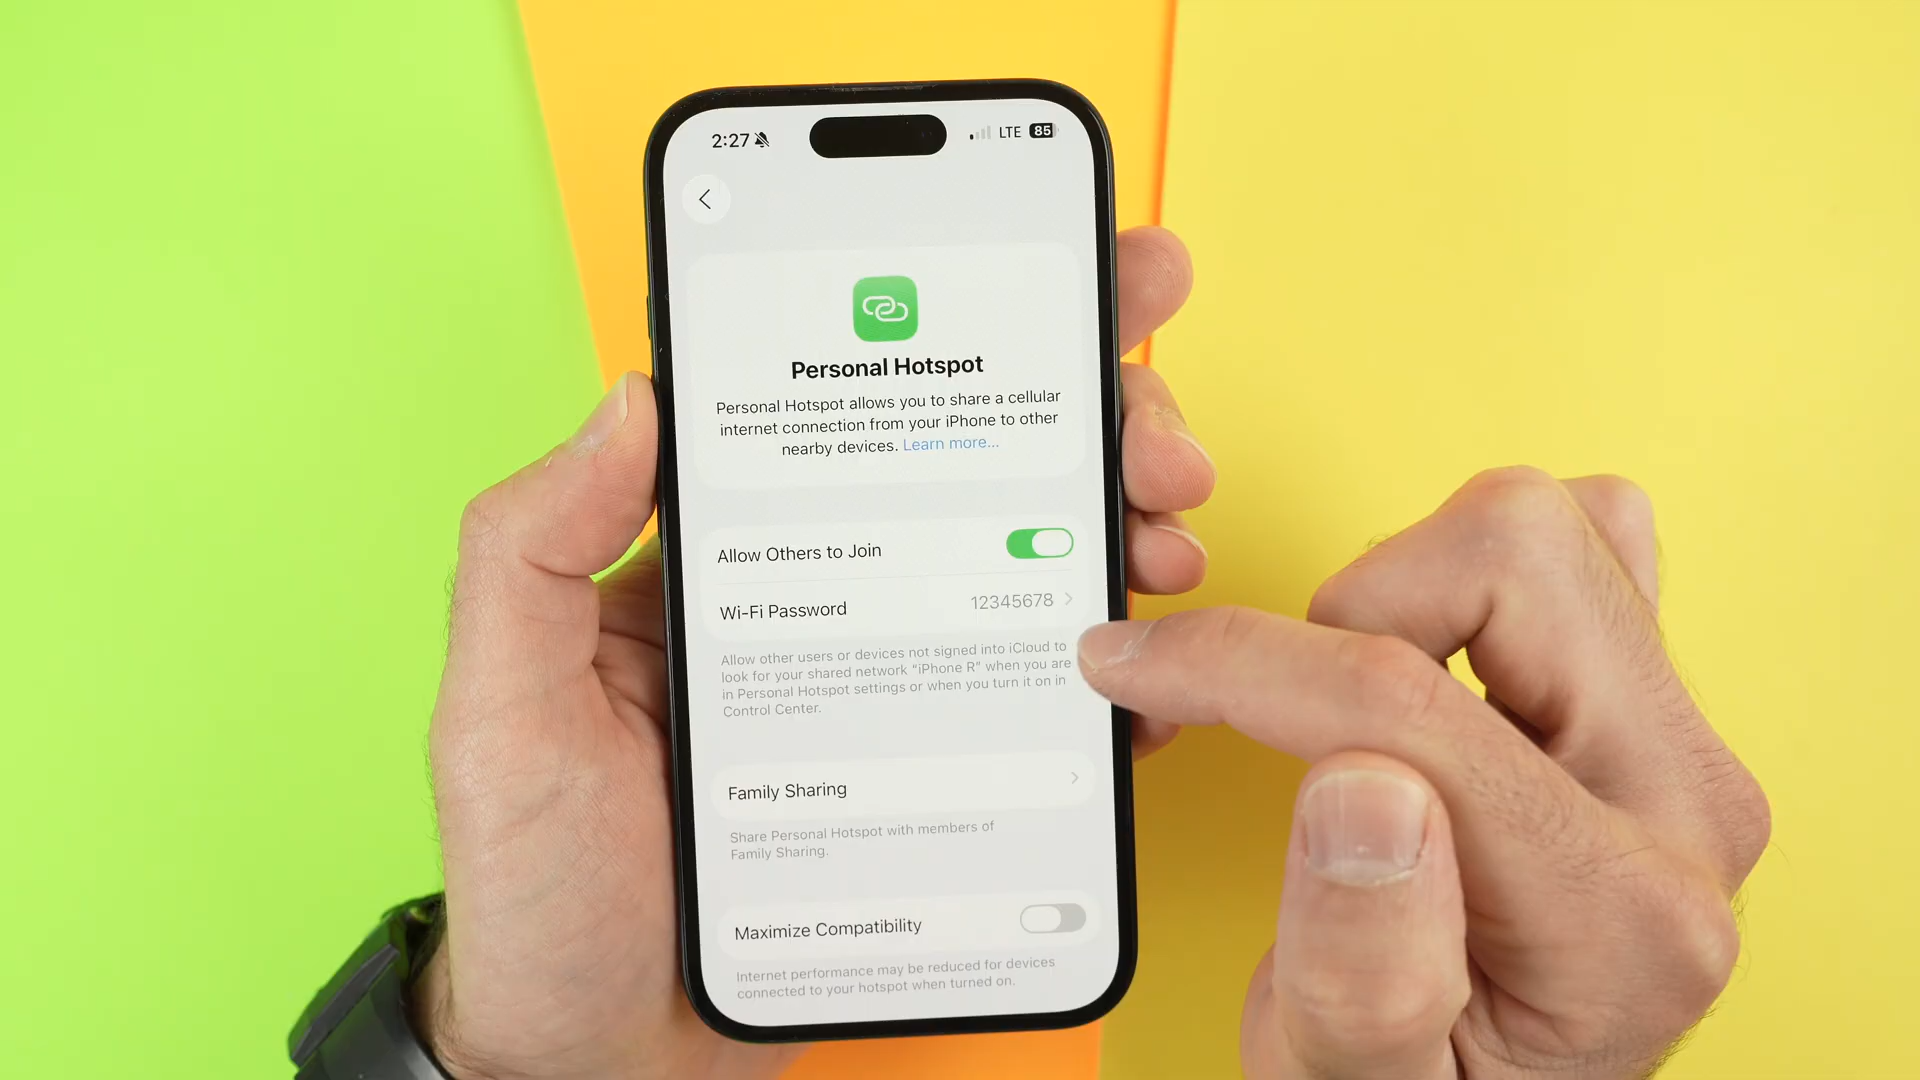 2:27
LTE 85
Personal Hotspot
Personal Hotspot allows you to share a cellular
internet connection from your iPhone to other
nearby devices. Learn more...
Allow Others to Join
Wi-Fi Password 12345678
Allow other users or devices not signed into iCloud to
look for your shared network “iPhone R” when you are
in Personal Hotspot settings or when you turn it on in
Control Center.
Family Sharing
Share Personal Hotspot with members of
Family Sharing.
Maximize Compatibility
Internet performance may be reduced for devices
connected to your hotspot when turned on.